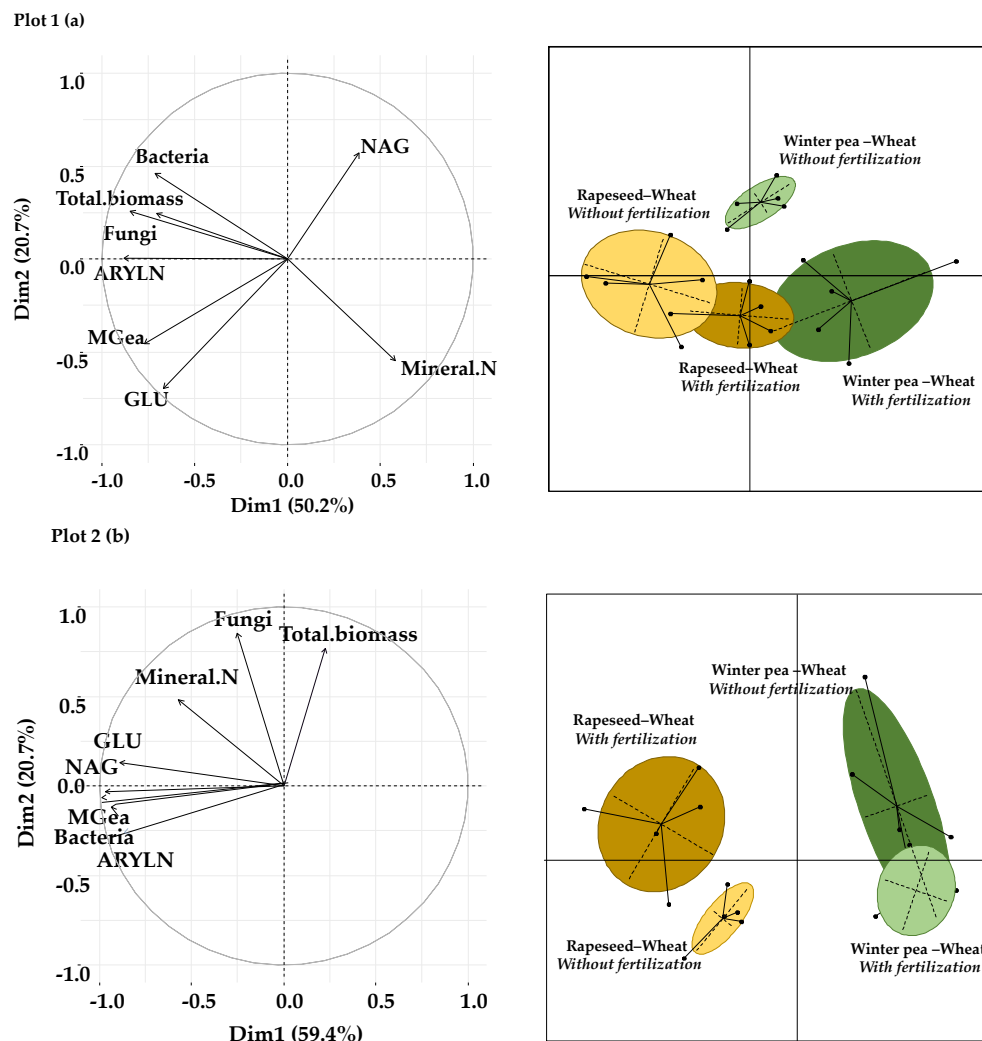 Plot 1 (a)
1.0
0.5
0.0
-0.5
-1.0
Dim2 (20.7%)
NAG
Bacteria
Total.biomass
Fungi
ARYLN
MGea
GLU
Mineral.N
-1.0 -0.5 0.0 0.5 1.0
Dim1 (50.2%)
Winter pea –Wheat
Without fertilization
Rapeseed–Wheat
Without fertilization
Rapeseed–Wheat
With fertilization
Winter pea –Wheat
With fertilization
Plot 2 (b)
1.0
0.5
0.0
-0.5
-1.0
Dim2 (20.7%)
Fungi
Total.biomass
Mineral.N
GLU
NAG
MGea
Bacteria
ARYLN
-1.0 -0.5 0.0 0.5 1.0
Dim1 (59.4%)
Winter pea –Wheat
Without fertilization
Rapeseed–Wheat
With fertilization
Rapeseed–Wheat
Without fertilization
Winter pea –Wheat
With fertilization